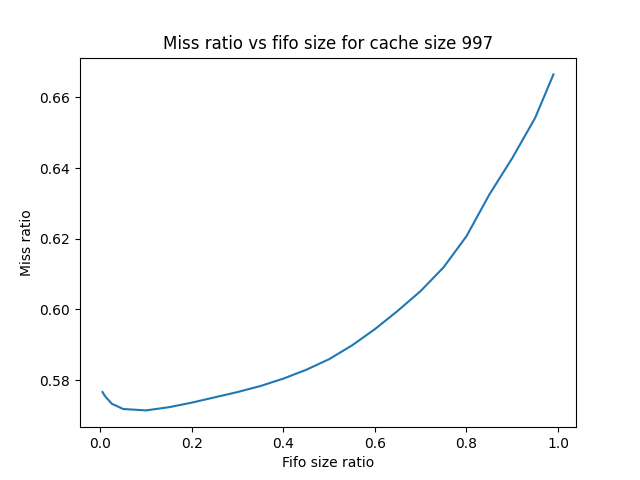 Miss ratio vs fifo size for cache size 997
0.66
0.64
0.62
0.60
0.58
Miss ratio
0.0 0.2 0.4 0.6 0.8 1.0
Fifo size ratio